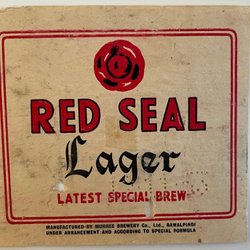 RED SEAL
Lager
LATEST SPECIAL BREW
MANUFACTURED BY MURREE BREWERY Co., Ltd., RAWALPINDI
UNDER ARRANGEMENT AND ACCORDING TO SPECIAL FORMULA